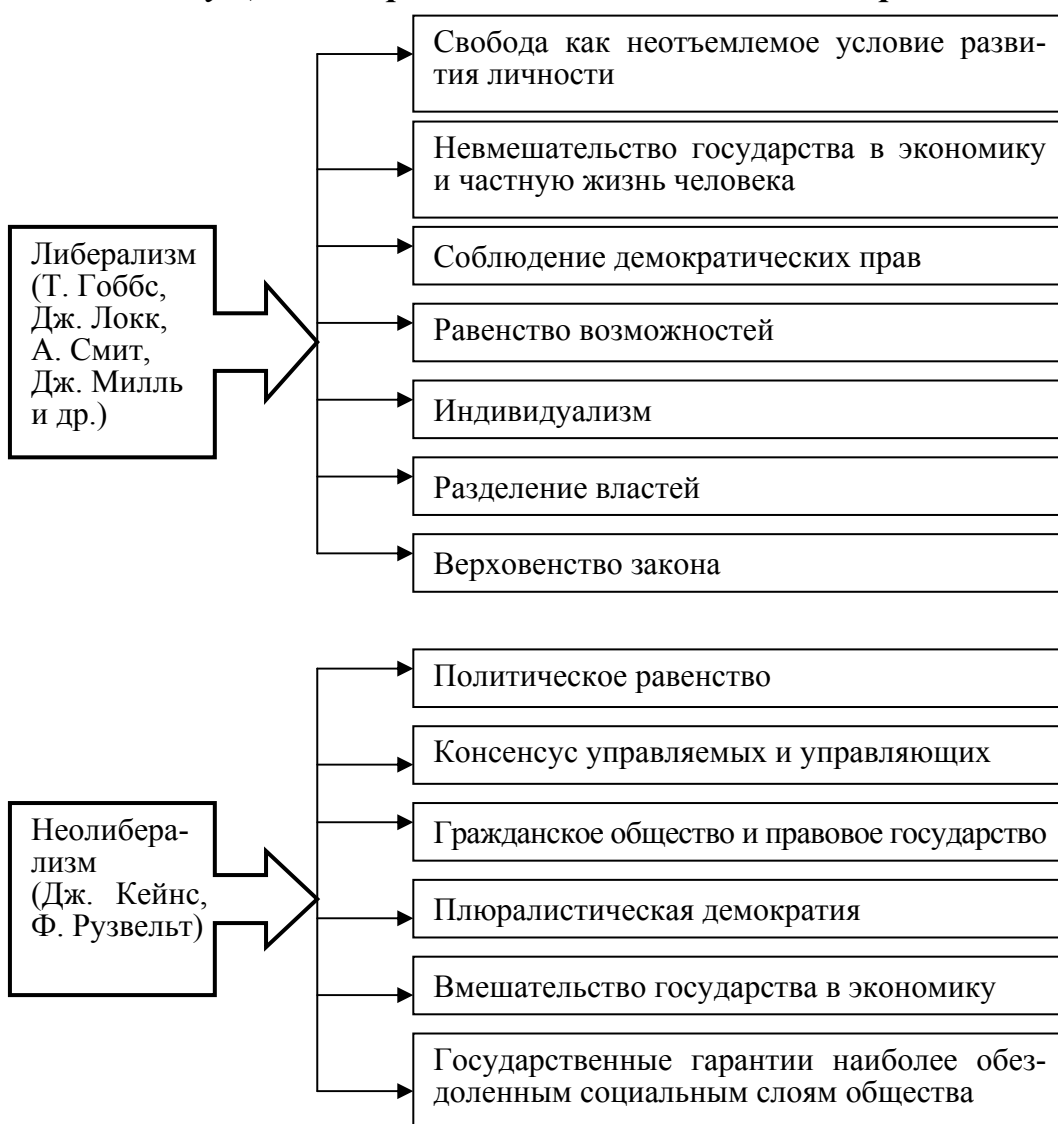 Свобода как неотъемлемое условие разви-
тия личности
Невмешательство государства в экономику
и частную жизнь человека
Либерализм
(Т. Гоббс,
Дж. Локк,
А. Смит,
Дж. Милль
и др.)
Соблюдение демократических прав
Равенство возможностей
Индивидуализм
Разделение властей
Верховенство закона
Политическое равенство
Консенсус управляемых и управляющих
Неолибера-
лизм
(Дж. Кейнс,
Ф. Рузвельт)
Гражданское общество и правовое государство
Плюралистическая демократия
Вмешательство государства в экономику
Государственные гарантии наиболее обез-
доленным социальным слоям общества